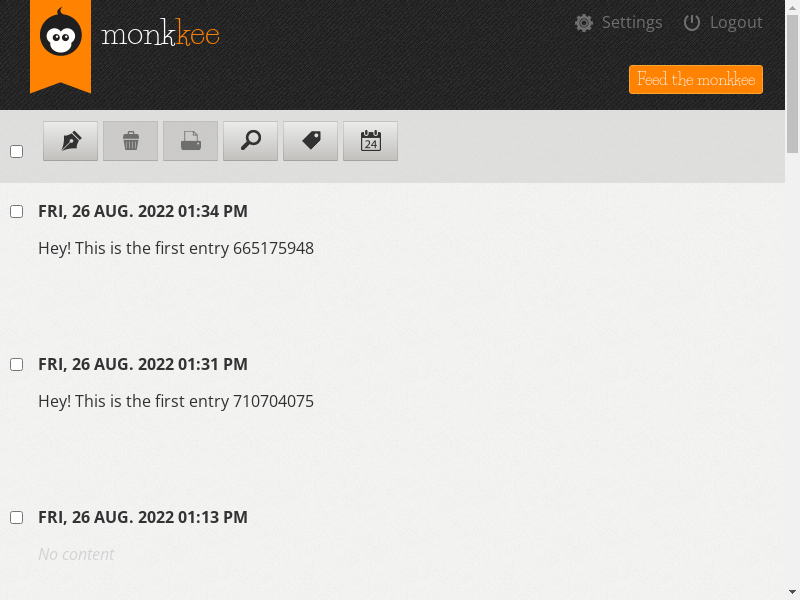 monkkee
Settings
Logout
Feed the monkkee
24
FRI, 26 AUG. 2022 01:34 PM
Hey! This is the first entry 665175948
FRI, 26 AUG. 2022 01:31 PM
Hey! This is the first entry 710704075
FRI, 26 AUG. 2022 01:13 PM
No content